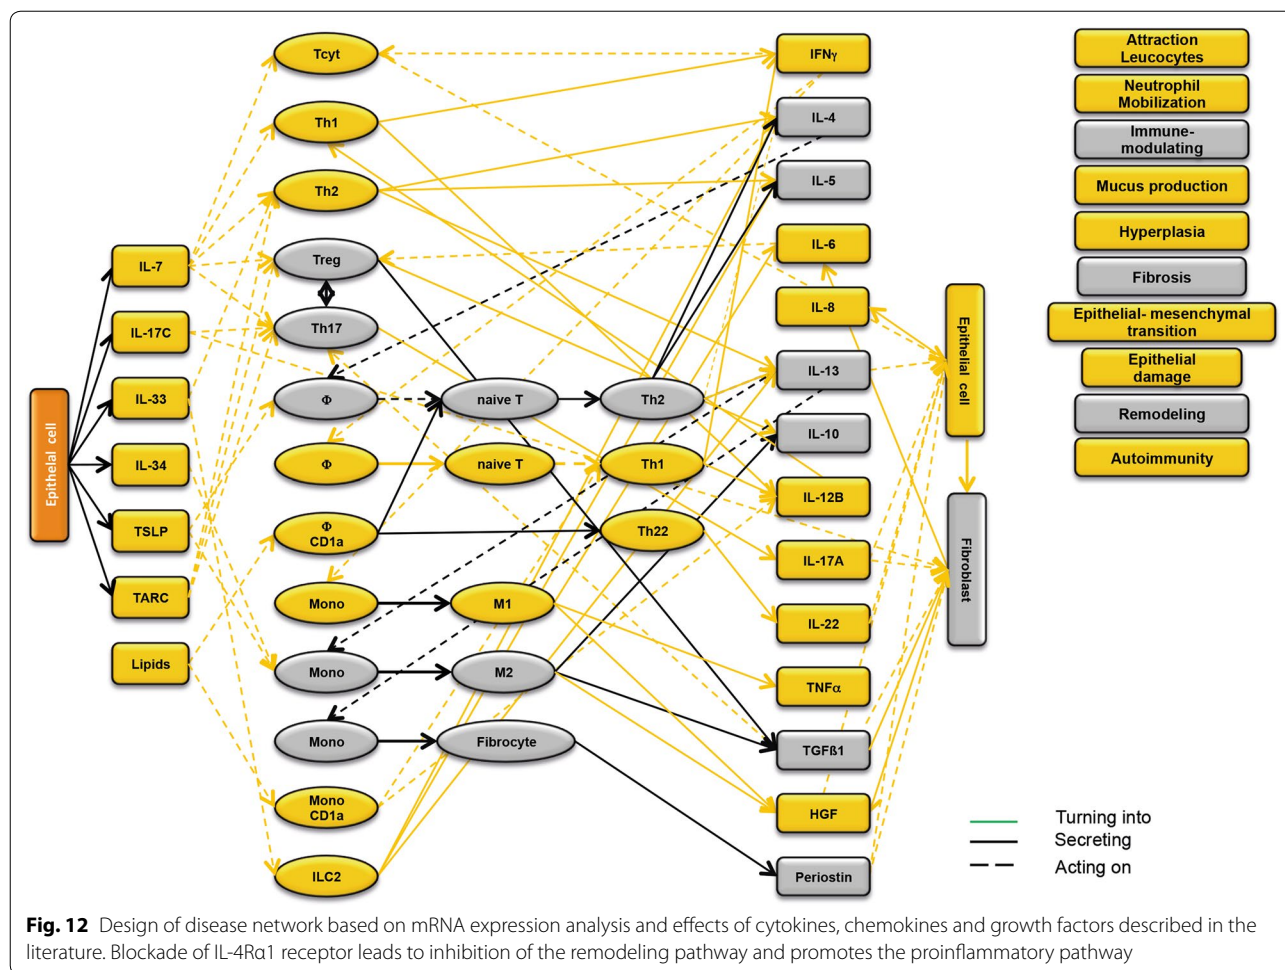 Epithelal cell
IL-7
IL-17C
IL-33
IL-34
TSLP
TARC
Lipids
Tcyt
Th1
Th2
Treg
Th17
Φ
Φ
Φ
CD1a
Mono
Mono
Mono
Mono
CD1a
ILC2
naive T
naive T
M1
M2
Fibrocyte
Th2
Th1
Th22
IFNγ
IL-4
IL-5
IL-6
IL-8
IL-13
IL-10
IL-12B
IL-17A
IL-22
TNFα
TGFß1
HGF
Periostin
Epithelial cell
Fibroblast
Attraction
Leucocytes
Neutrophil
Mobilization
Immune-
modulating
Mucus production
Hyperplasia
Fibrosis
Epithelial- mesenchymal
transition
Epithelial
damage
Remodeling
Autoimmunity
Turning into
Secreting
Acting on
Fig. 12 Design of disease network based on mRNA expression analysis and effects of cytokines, chemokines and growth factors described in the
literature. Blockade of IL-4Rα1 receptor leads to inhibition of the remodeling pathway and promotes the proinflammatory pathway